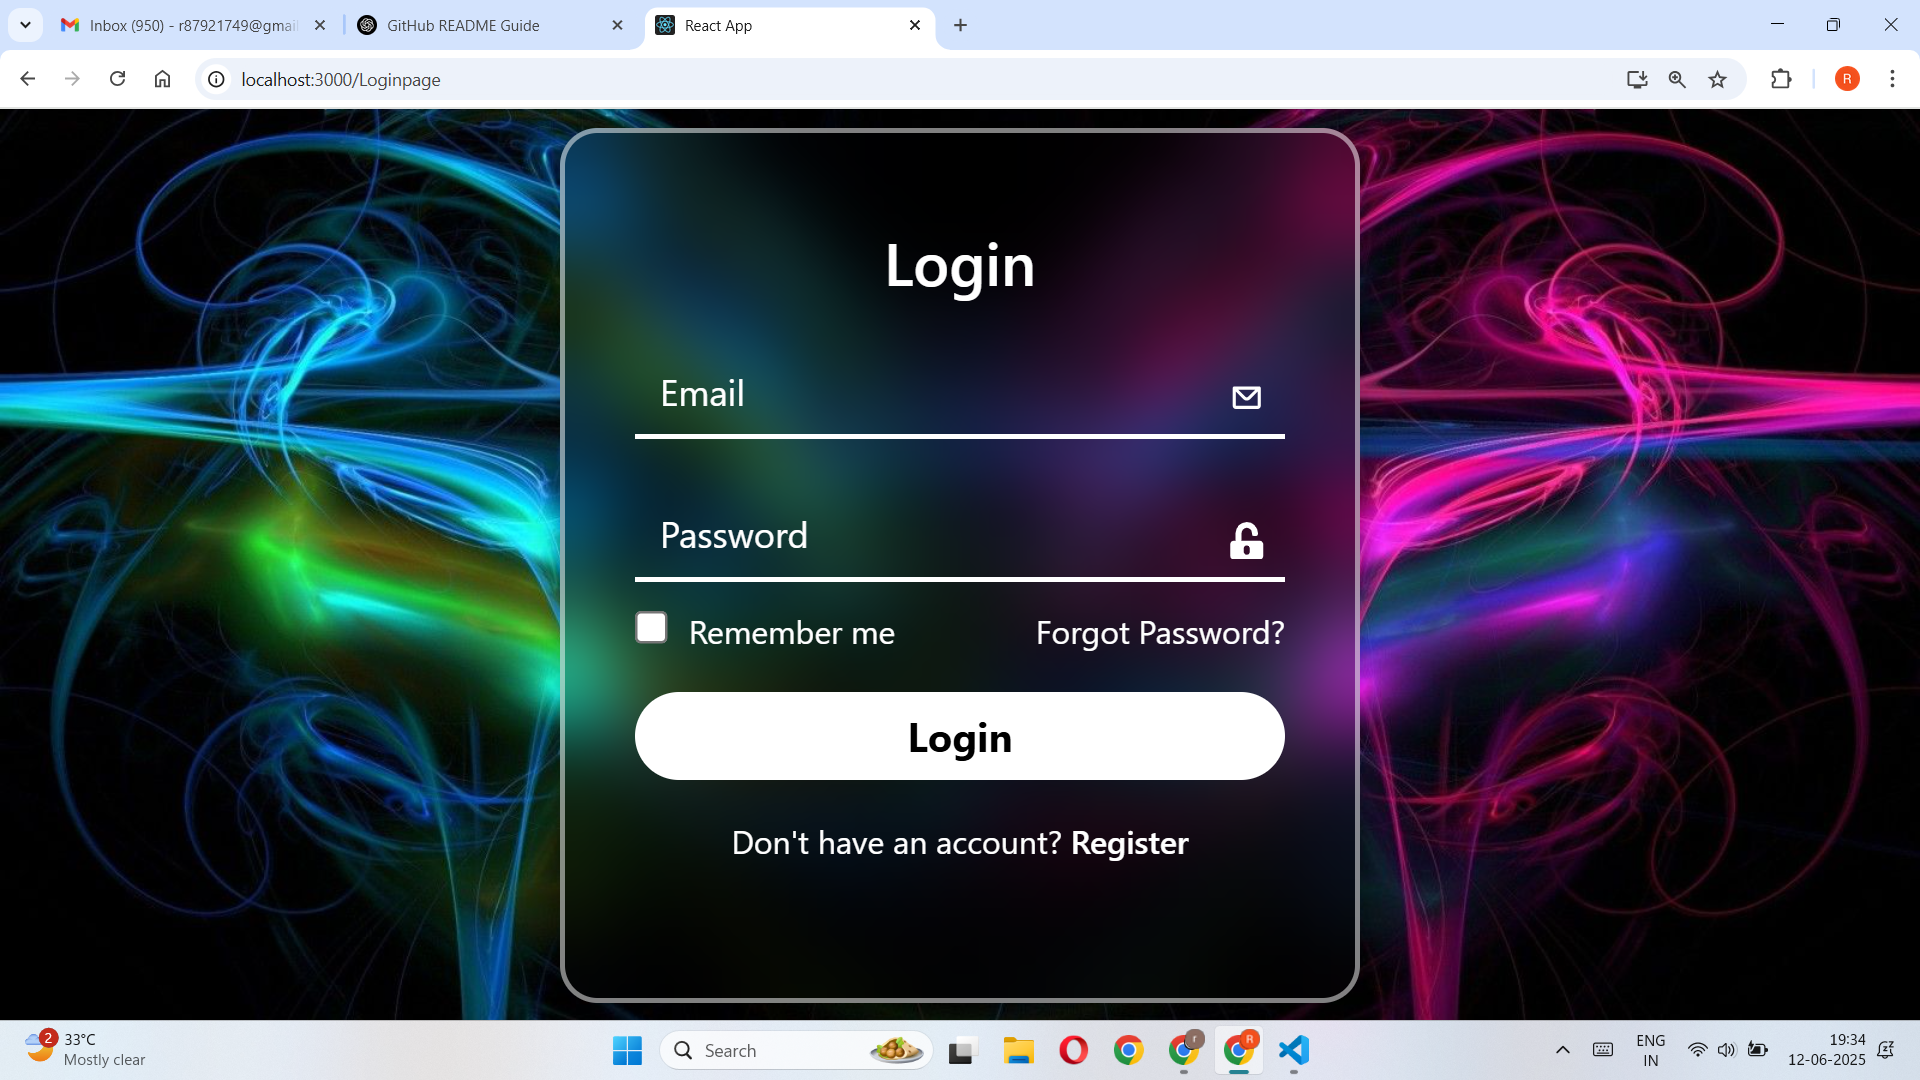 Inbox (950) - r87921749@gmai
GitHub README Guide
React App
localhost:3000/Loginpage
R
Login
Email
Password
Remember me
Forgot Password?
Login
Don't have an account? Register
2
33°C
Mostly clear
Search
r
R
ENG
IN
19:34
12-06-2025